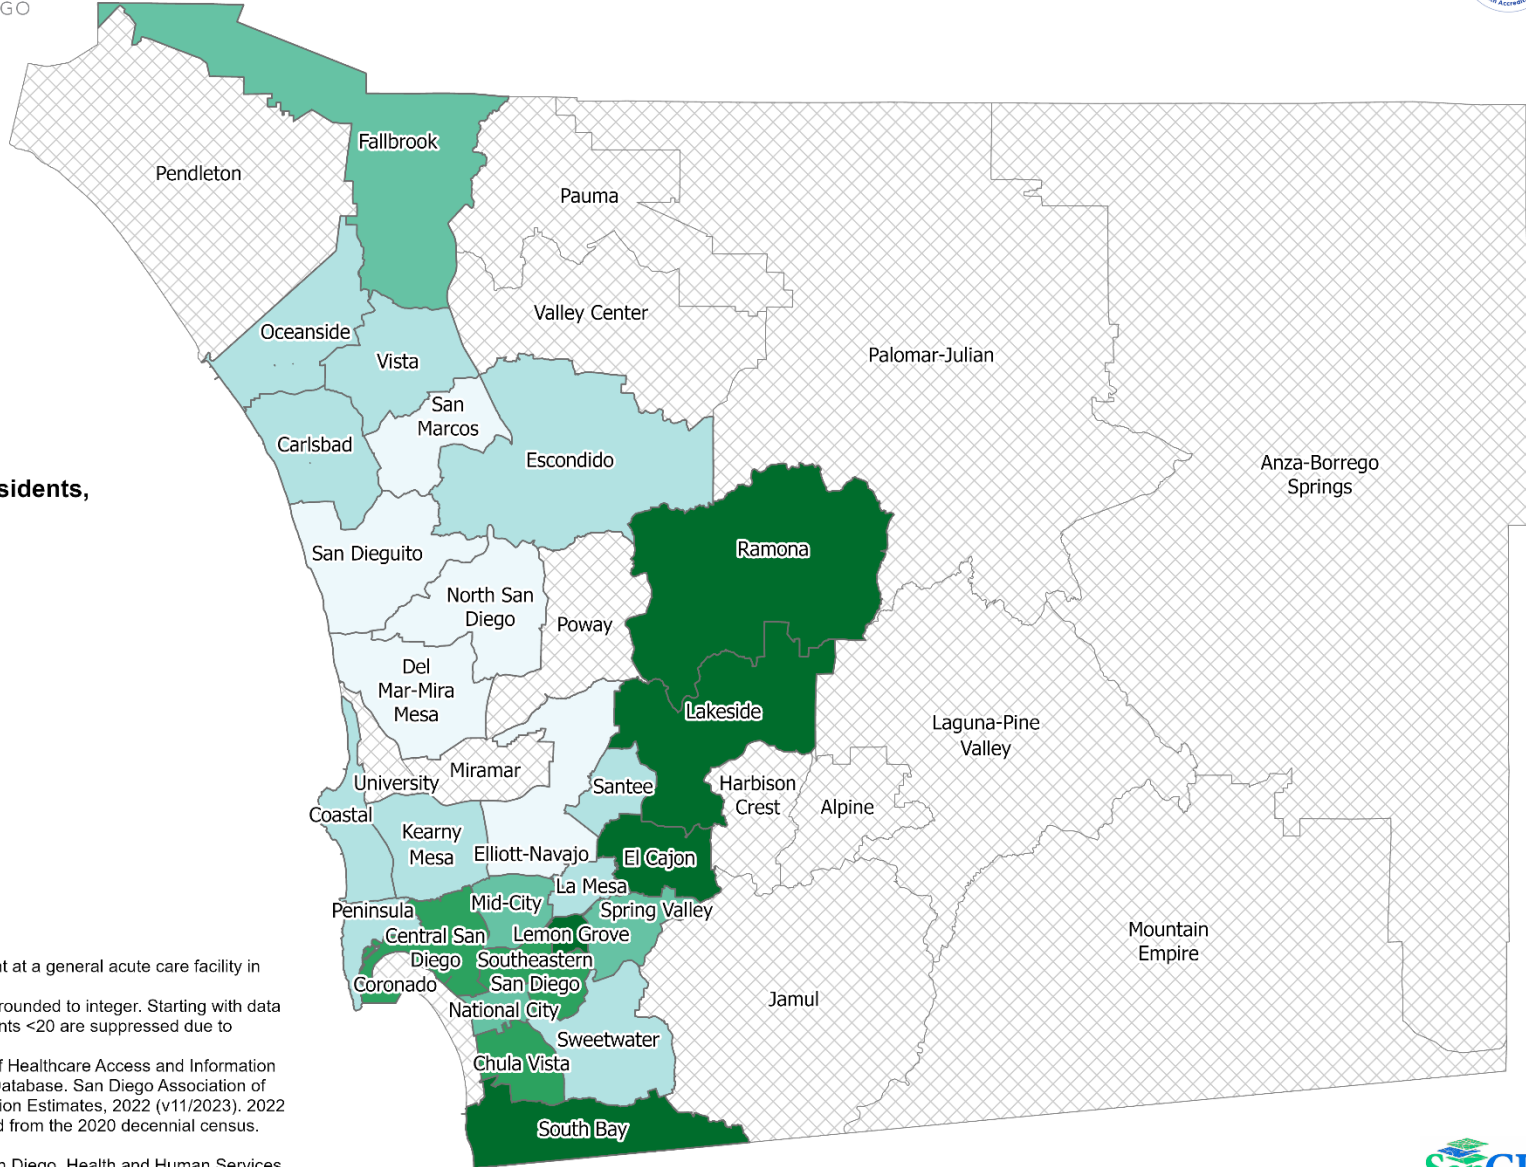 GO
Fallbrook
Pendleton
Pauma
Valley Center
Oceanside
Vista
Palomar-Julian
San
Marcos
Carlsbad
Escondido
Anza-Borrego
Springs
sidents,
San Dieguito
Ramona
North San
Diego
Poway
Del
Mar-Mira
Mesa
Lakeside
Laguna-Pine
Valley
Miramar
University
Santee
Harbison
Crest
Alpine
Coastal
Kearny
Mesa
Elliott-Navajo
El Cajon
La Mesa
Mid-City
Peninsula
Spring Valley
Central San
Diego
Lemon Grove
Mountain
Empire
Southeastern
San Diego
Coronado
Jamul
National City
Sweetwater
Chula Vista
South Bay
t at a general acute care facility in
rounded to integer. Starting with data
nts <20 are suppressed due to
f Healthcare Access and Information
Database. San Diego Association of
ion Estimates, 2022 (v11/2023). 2022
d from the 2020 decennial census.
n Diego, Health and Human Services